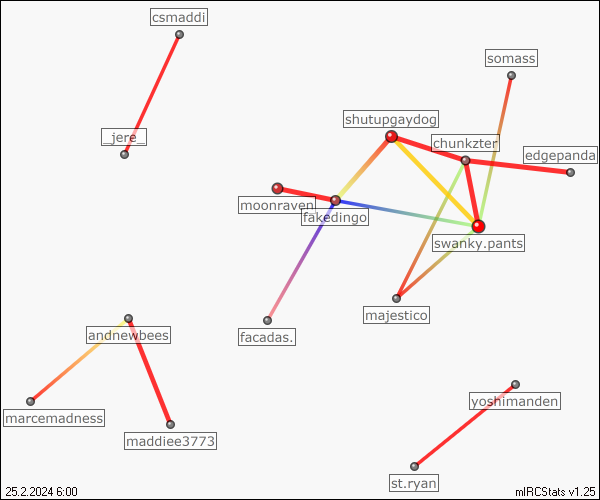 csmaddi
somass
shutupgaydog
_jere_
chunkzter
edgepanda
moonraven
fakedingo
swanky.pants
majestico
andnewbees
facadas.
yoshimanden
marcemadness
maddiee3773
st.ryan
25.2.2024 6:00
mIRCStats v1.25